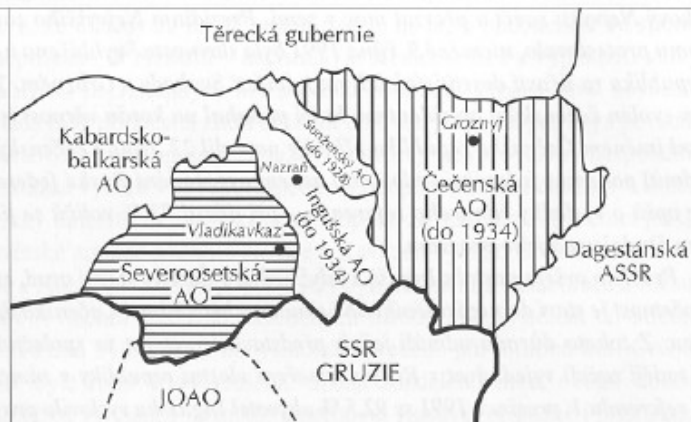 Térecká gubernie
Kabardsko-
balkarská
AO
Sunženský AO
(do 1928)
Groznyj
Nazraň
Čečenská
AO
(do 1934)
Ingušská AO
(do 1934)
Vladikavkaz
Severoosetská
AO
Dagestánská
ASSR
SSR
GRUZIE
JOAO